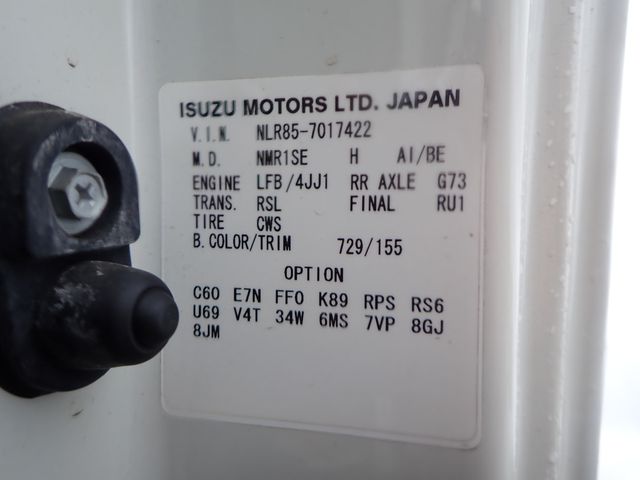 ISUZU MOTORS LTD. JAPAN
V.I.N. NLR85-7017422
M.D. NMR1SE H AI/BE
ENGINE LFB/4JJ1 RR AXLE G73
TRANS. RSL FINAL RU1
TIRE CWS
B.COLOR/TRIM 729/155
OPTION
C60 E7N FF0 K89 RPS RS6
U69 V4T 34W 6MS 7VP 8GJ
8JM